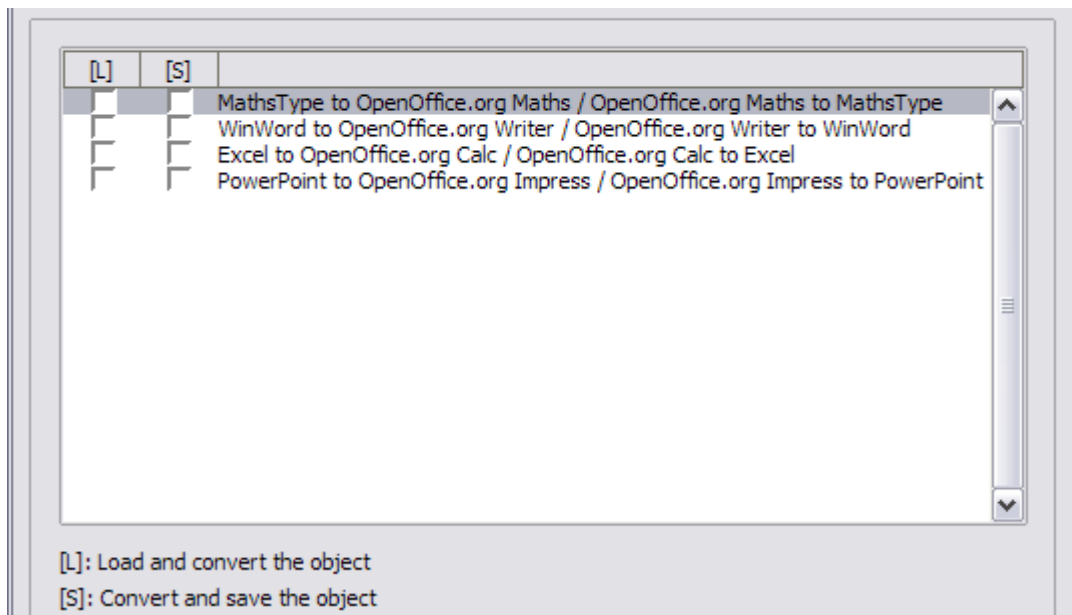 [L] [S]
MathsType to OpenOffice.org Maths / OpenOffice.org Maths to MathsType
WinWord to OpenOffice.org Writer / OpenOffice.org Writer to WinWord
Excel to OpenOffice.org Calc / OpenOffice.org Calc to Excel
PowerPoint to OpenOffice.org Impress / OpenOffice.org Impress to PowerPoint
[L]: Load and convert the object
[S]: Convert and save the object